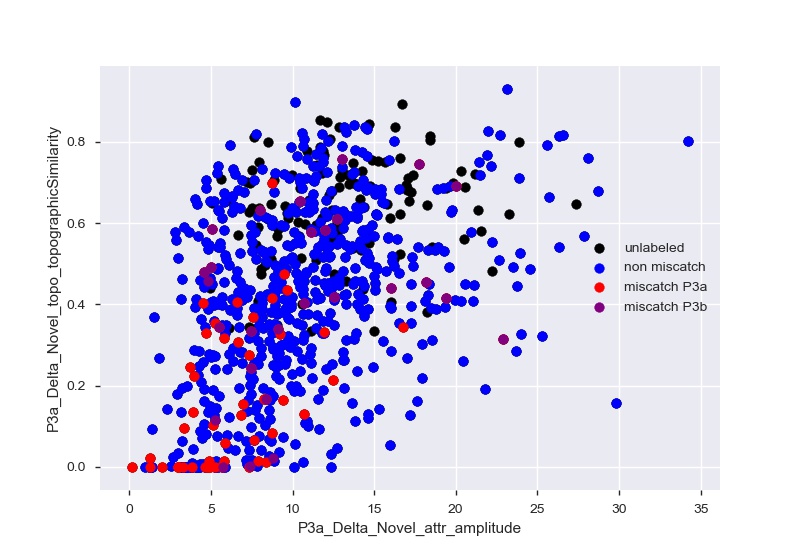 0.8
0.6
0.4
0.2
0.0
P3a_Delta_Novel_topo_topographicSimilarity
unlabeled
non miscatch
miscatch P3a
miscatch P3b
0 5 10 15 20 25 30 35
P3a_Delta_Novel_attr_amplitude